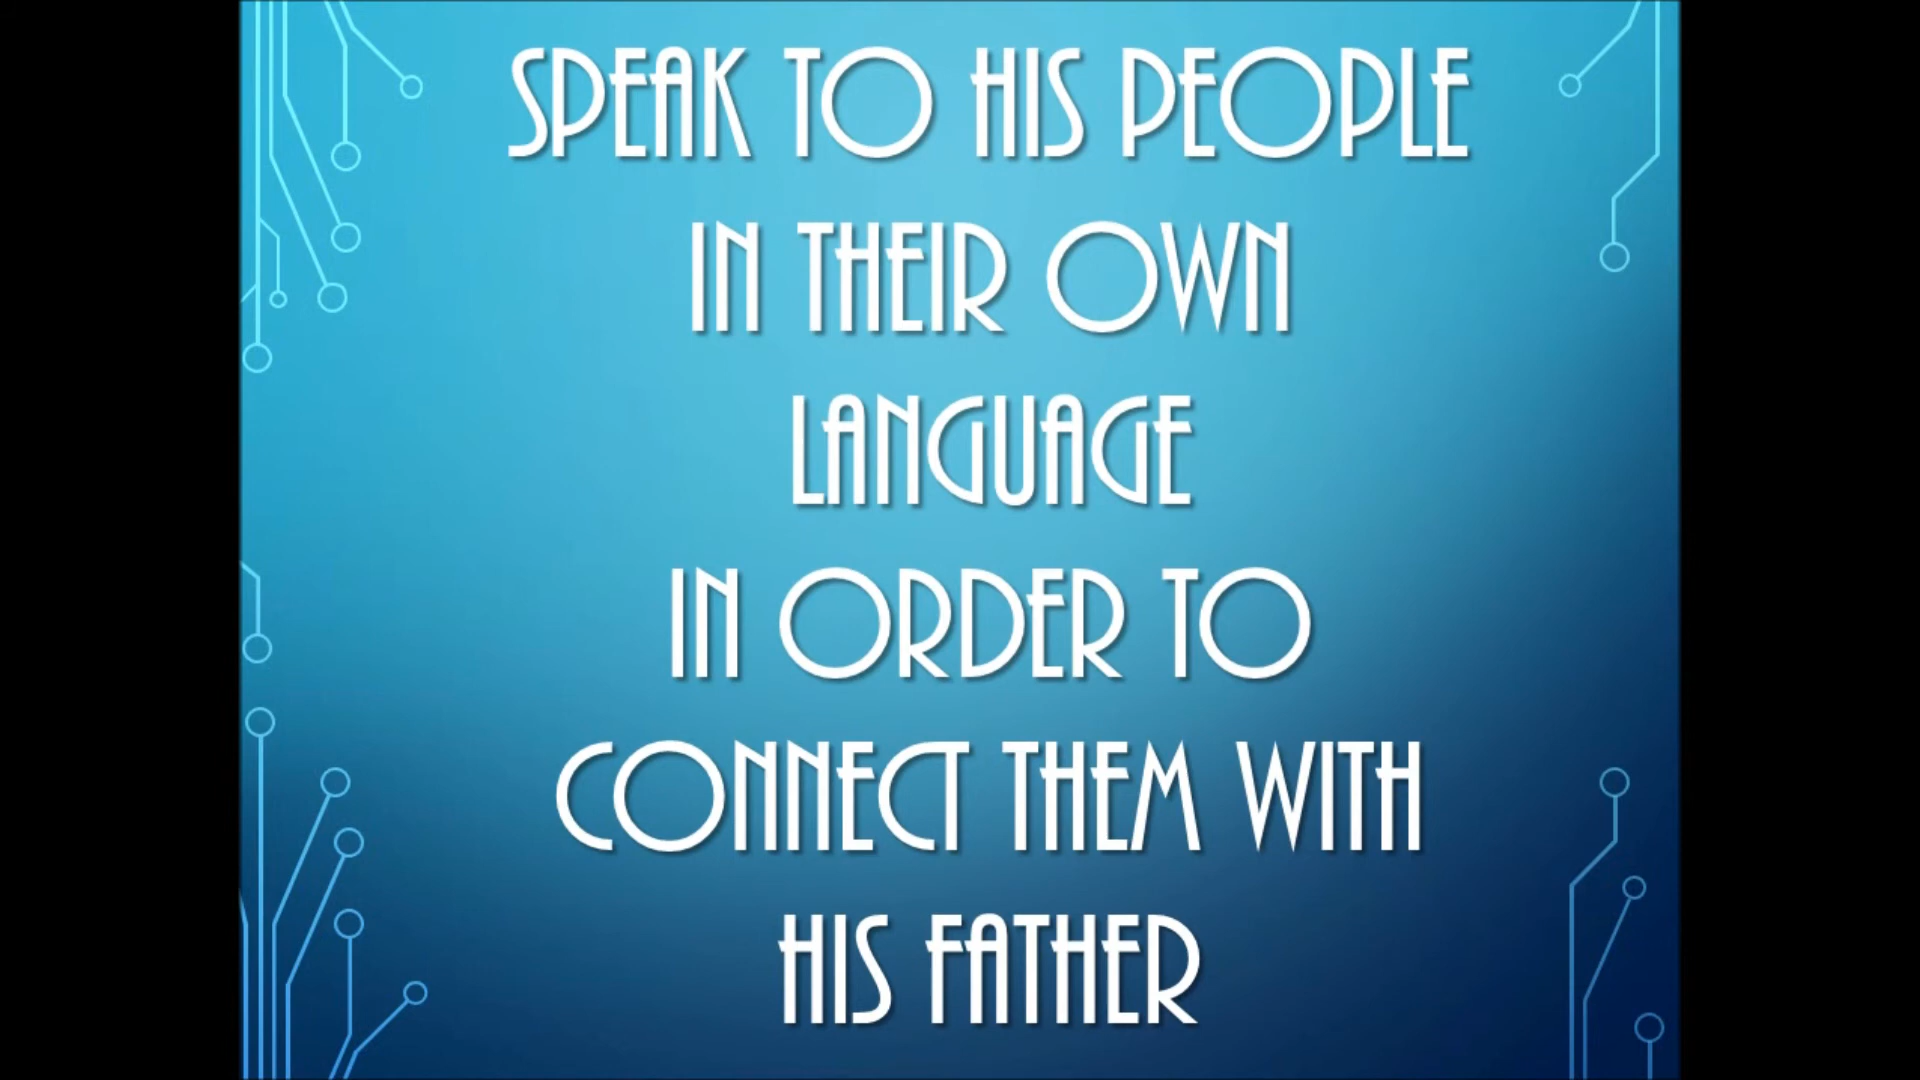 SPEAK TO HIS PEOPLE
IN THEIR OWN
LANGUAGE
IN ORDER TO
CONNECT THEM WITH
HIS FATHER